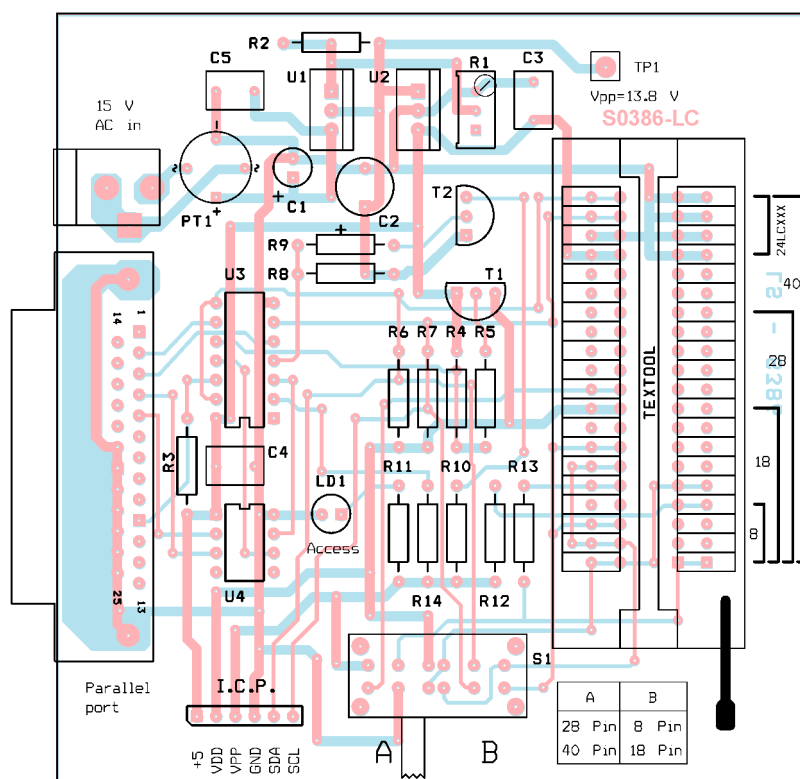 R2
C5
U1
U2
R1
C3
TP1
15 V
AC in
Vpp=13.8 V
S0386-LC
-
~
~
PT1
+
+
C1
C2
T2
24LCXXX
40
R9
+
R8
U3
T1
LS - 038
14
1
R6
R7
R4
R5
28
TEXTOOL
R3
C4
R11
R10
R13
18
LD1
Access
8
25
13
U4
R14
R12
S1
Parallel
port
I.C.P.
A
B
A B
28 Pin 8 Pin
40 Pin 18 Pin
+5
VDD
VPP
GND
SDA
SCL